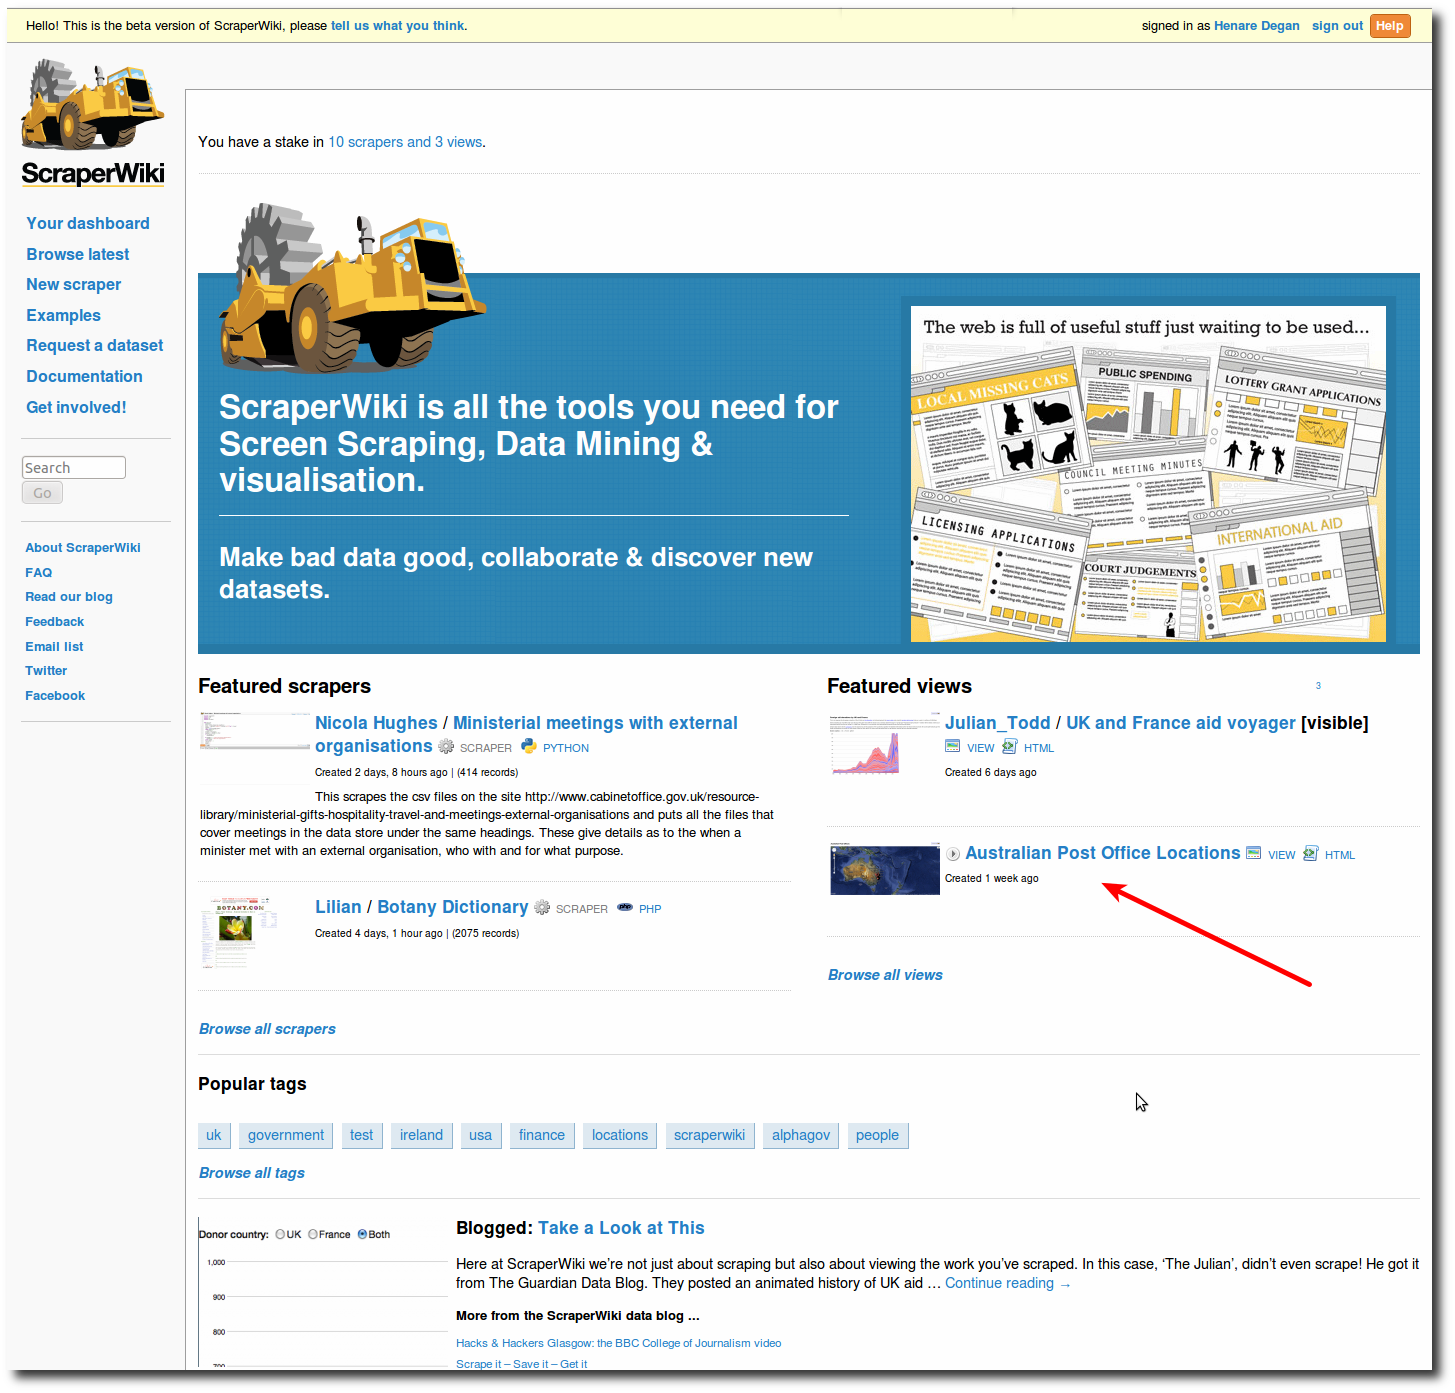 Hello! This is the beta version of ScraperWiki, please tell us what you think.
signed in as Henare Degan sign out Help
ScraperWiki
Your dashboard
Browse latest
New scraper
Examples
Request a dataset
Documentation
Get involved!
Search
Go
About ScraperWiki
FAQ
Read our blog
Feedback
Email list
Twitter
Facebook
You have a stake in 10 scrapers and 3 views.
ScraperWiki is all the tools you need for
Screen Scraping, Data Mining &
visualisation.
Make bad data good, collaborate & discover new
datasets.
The web is full of useful stuff just waiting to be used...
LOCAL MISSING CATS
PUBLIC SPENDING
LOTTERY GRANT APPLICATIONS
COUNCIL MEETING MINUTES
LICENSING APPLICATIONS
INTERNATIONAL AID
COURT JUDGEMENTS
Featured scrapers
Nicola Hughes / Ministerial meetings with external
organisations SCRAPER PYTHON
Created 2 days, 8 hours ago | (414 records)
This scrapes the csv files on the site http://www.cabinetoffice.gov.uk/resource-
library/ministerial-gifts-hospitality-travel-and-meetings-external-organisations and puts all the files that
cover meetings in the data store under the same headings. These give details as to the when a
minister met with an external organisation, who with and for what purpose.
BOTANY.COM
Lilian / Botany Dictionary SCRAPER php PHP
Created 4 days, 1 hour ago | (2075 records)
Browse all scrapers
Featured views
3
Julian_Todd / UK and France aid voyager [visible]
VIEW HTML
Created 6 days ago
Australian Post Office Locations VIEW HTML
Created 1 week ago
Browse all views
Popular tags
uk government test ireland usa finance locations scraperwiki alphagov people
Browse all tags
Donor country: UK France Both
1,000
900
800
700
Blogged: Take a Look at This
Here at ScraperWiki we're not just about scraping but also about viewing the work you've scraped. In this case, 'The Julian', didn't even scrape! He got it
from The Guardian Data Blog. They posted an animated history of UK aid … Continue reading →
More from the ScraperWiki data blog ...
Hacks & Hackers Glasgow: the BBC College of Journalism video
Scrape it – Save it – Get it